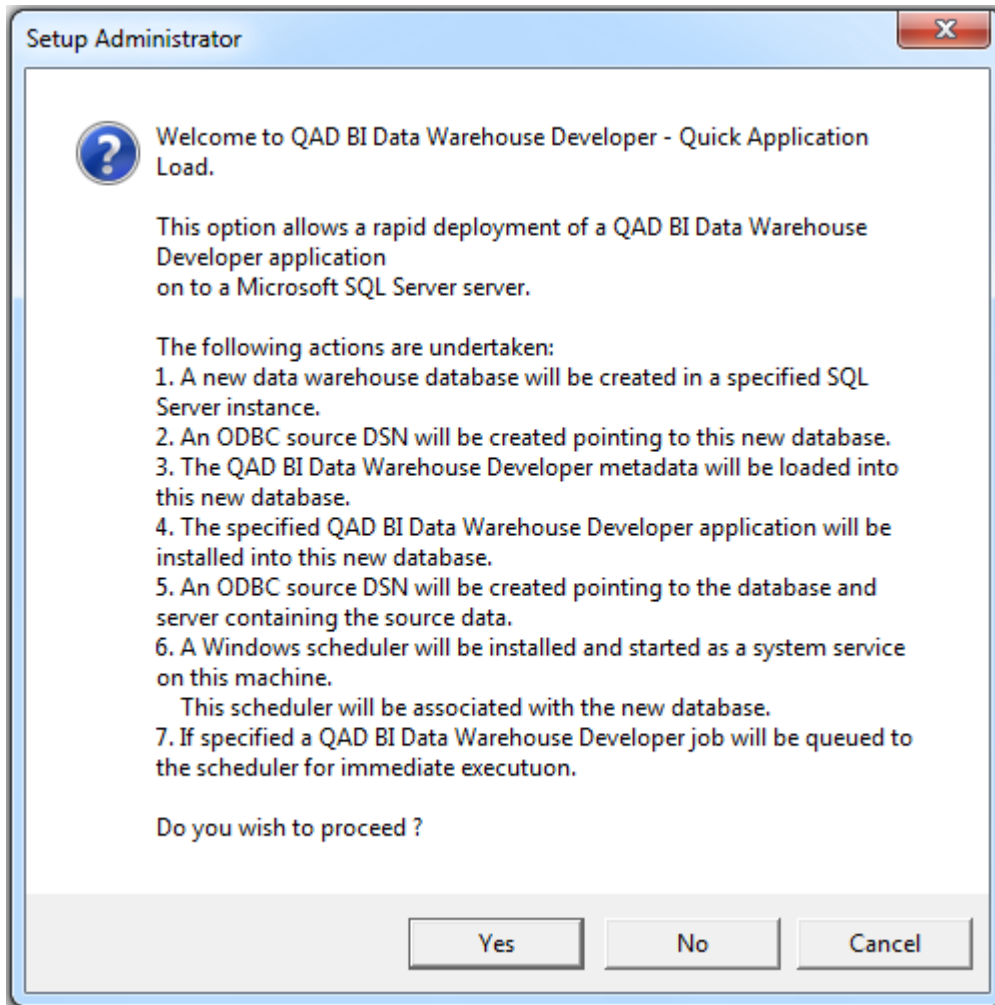 Setup Administrator
Welcome to QAD BI Data Warehouse Developer - Quick Application
Load.
This option allows a rapid deployment of a QAD BI Data Warehouse
Developer application
on to a Microsoft SQL Server server.
The following actions are undertaken:
1. A new data warehouse database will be created in a specified SQL
Server instance.
2. An ODBC source DSN will be created pointing to this new database.
3. The QAD BI Data Warehouse Developer metadata will be loaded into
this new database.
4. The specified QAD BI Data Warehouse Developer application will be
installed into this new database.
5. An ODBC source DSN will be created pointing to the database and
server containing the source data.
6. A Windows scheduler will be installed and started as a system service
on this machine.
This scheduler will be associated with the new database.
7. If specified a QAD BI Data Warehouse Developer job will be queued to
the scheduler for immediate executuon.
Do you wish to proceed ?
Yes No Cancel